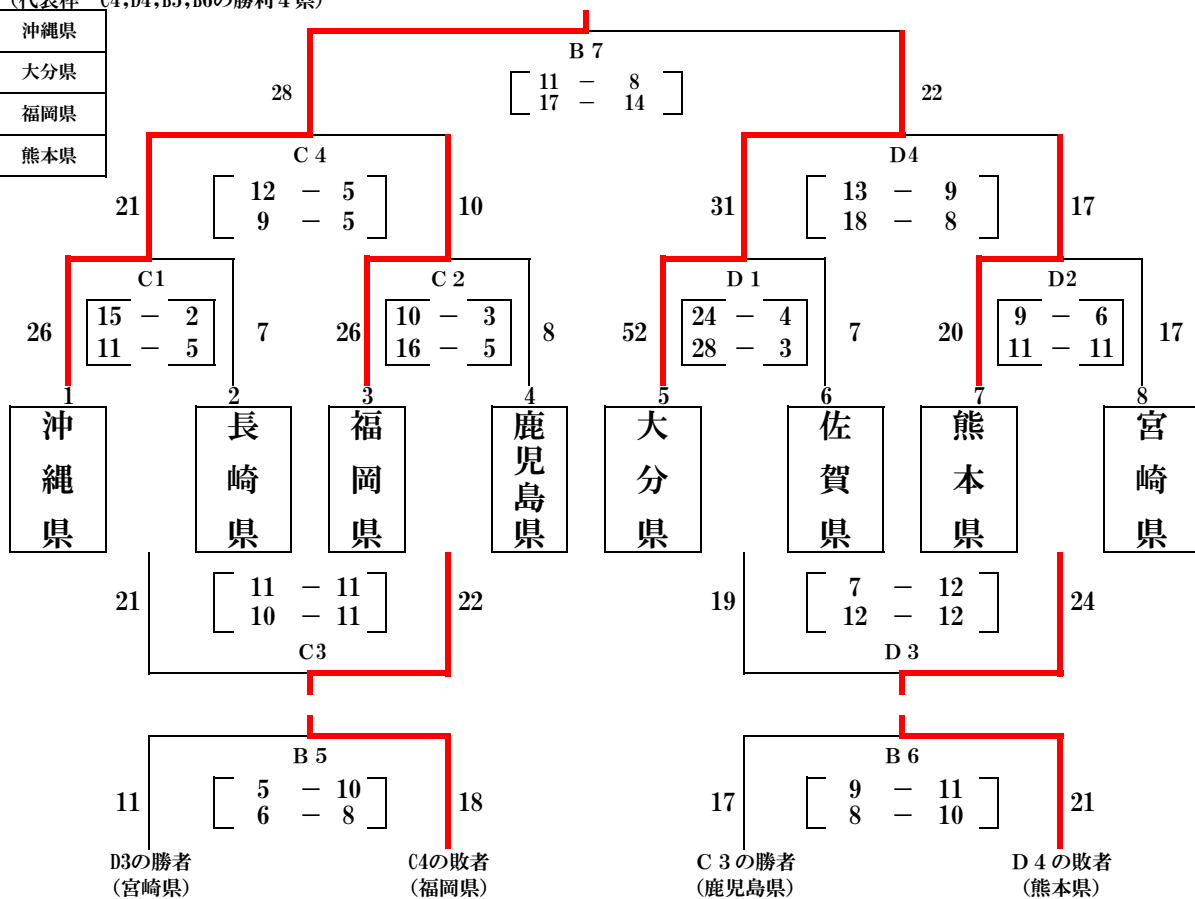 (代表枠 C4,D4,B5,B6の勝利4県)
沖縄県
大分県
福岡県
熊本県
B 7
11 － 8
17 － 14
28
22
C 4
12 － 5
9 － 5
21
10
D4
13 － 9
18 － 8
31
17
C1
15 － 2
11 － 5
26
7
C 2
10 － 3
16 － 5
26
8
D 1
24 － 4
28 － 3
52
7
D2
9 － 6
11 － 11
20
17
1
2
3
4
5
6
7
8
沖縄県
長崎県
福岡県
鹿児島県
大分県
佐賀県
熊本県
宮崎県
21
11 － 11
10 － 11
22
C3
19
7 － 12
12 － 12
24
D 3
B 5
11
5 － 10
6 － 8
18
D3の勝者
(宮崎県)
C4の敗者
(福岡県)
B 6
17
9 － 11
8 － 10
21
C 3 の勝者
(鹿児島県)
D 4 の敗者
(熊本県)